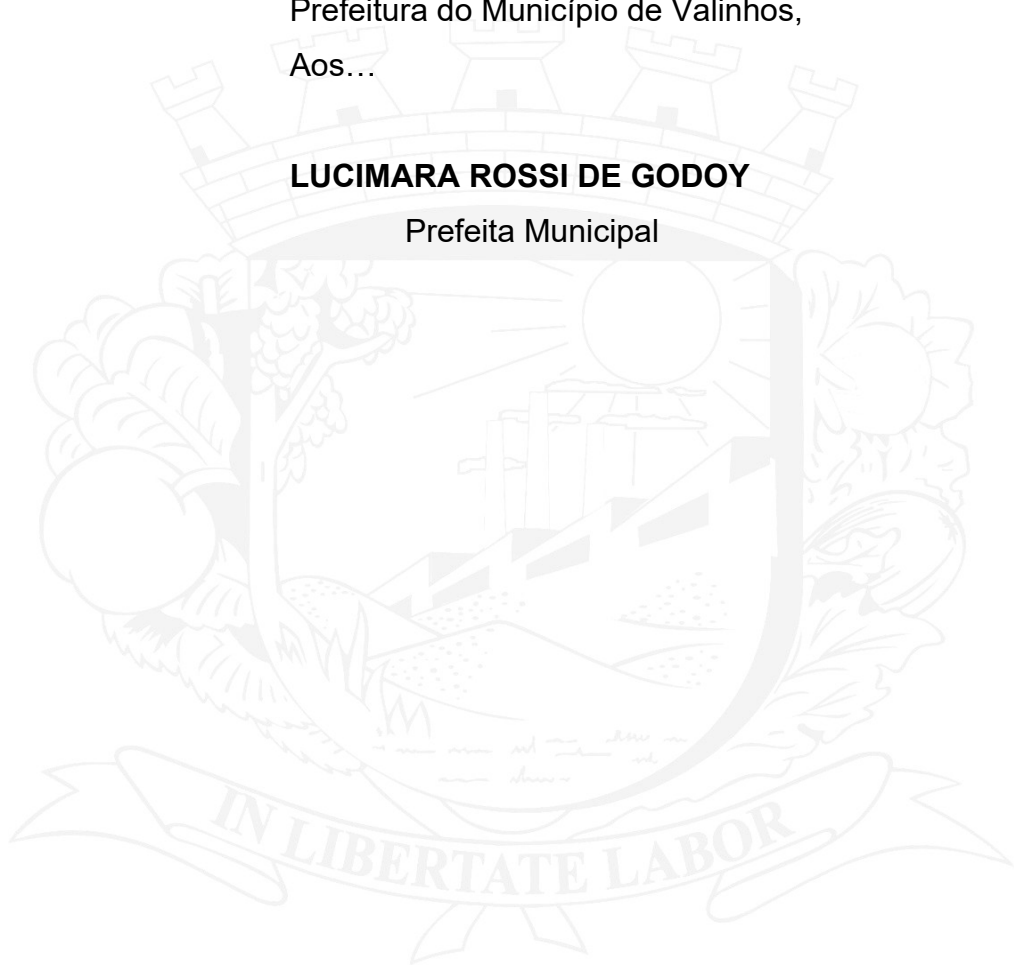 Prefeitura do Município de Valinhos,
Aos…
LUCIMARA ROSSI DE GODOY
Prefeita Municipal
IN LIBERTATE LABOR